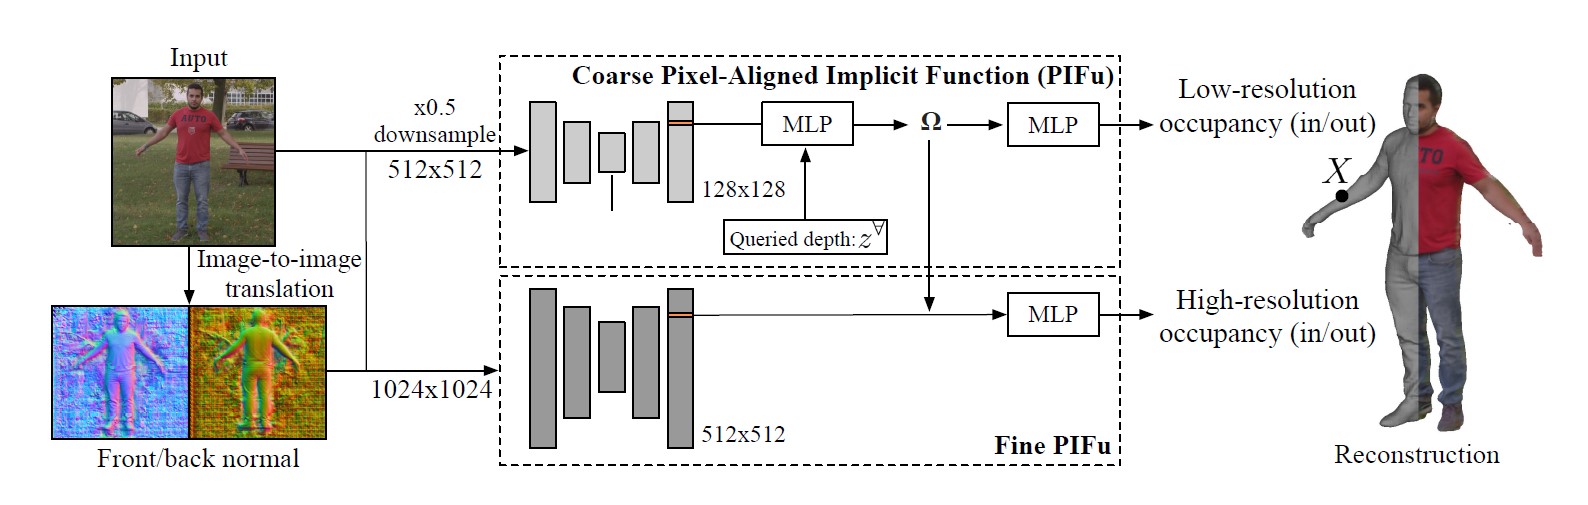 Input
Coarse Pixel-Aligned Implicit Function (PIFu)
x0.5
downsample
512x512
MLP
Ω
MLP
Low-resolution
occupancy (in/out)
128x128
Queried depth: z∀
X
AUTO
TO
Image-to-image
translation
1024x1024
MLP
High-resolution
occupancy (in/out)
512x512
Fine PIFu
Front/back normal
Reconstruction